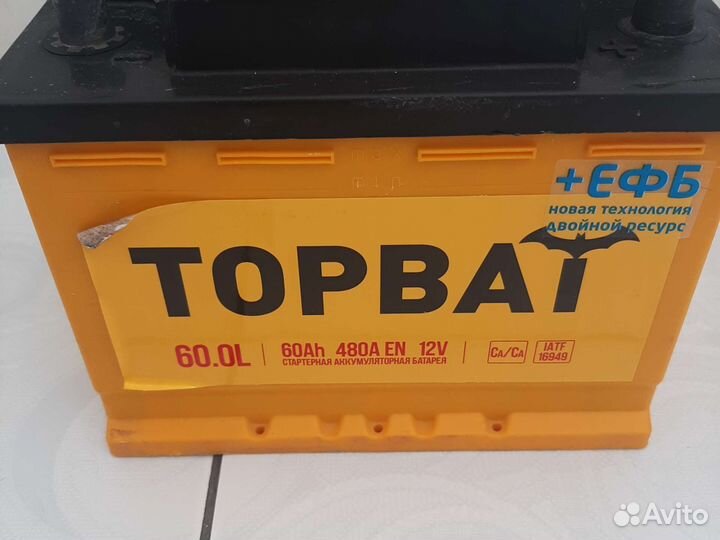 +ЕФБ
новая технология
двойной ресурс
TOPBAT
60.0L
60Ah 480A EN 12V
СТАРТЕРНАЯ АККУМУЛЯТОРНАЯ БАТАРЕЯ
CA/CA
IATF
16949
Avito